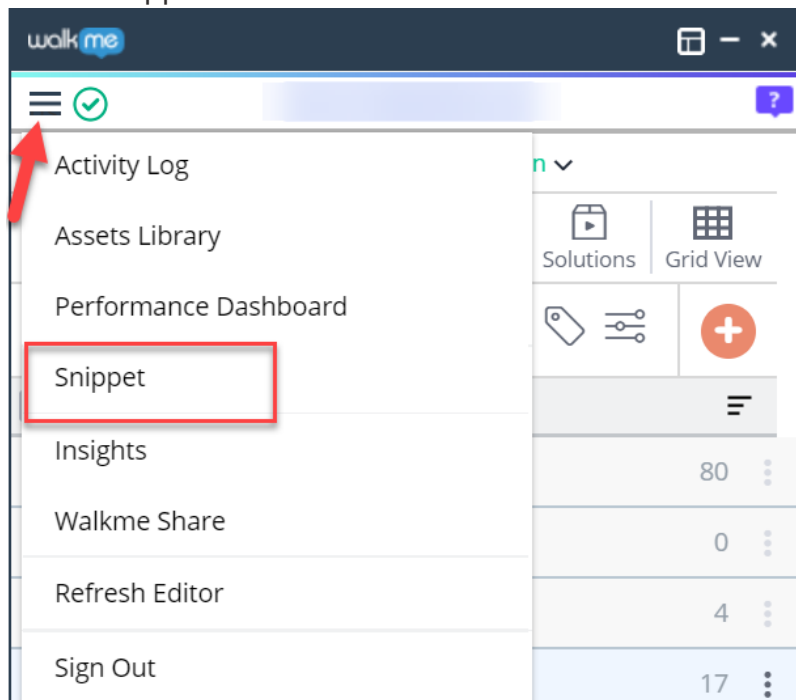 walkme
?
Activity Log
n
Assets Library
Solutions
Grid View
Performance Dashboard
Snippet
Insights
80
Walkme Share
0
Refresh Editor
4
Sign Out
17